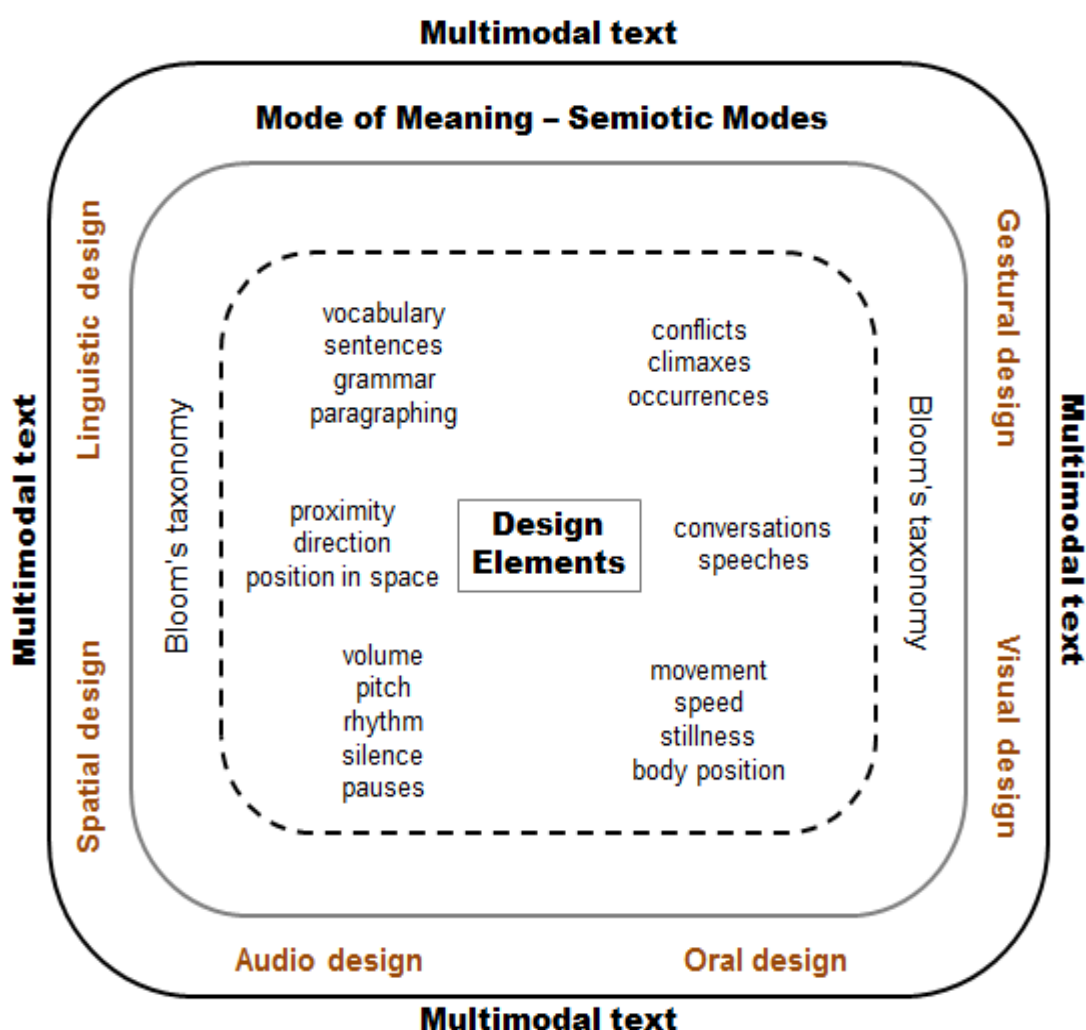 Multimodal text
Mode of Meaning – Semiotic Modes
Linguistic design
Gestural design
Multimodal text
Bloom's taxonomy
vocabulary
sentences
grammar
paragraphing
conflicts
climaxes
occurrences
Bloom's taxonomy
Multimodal text
proximity
direction
position in space
Design
Elements
conversations
speeches
Spatial design
volume
pitch
rhythm
silence
pauses
movement
speed
stillness
body position
Visual design
Audio design
Oral design
Multimodal text